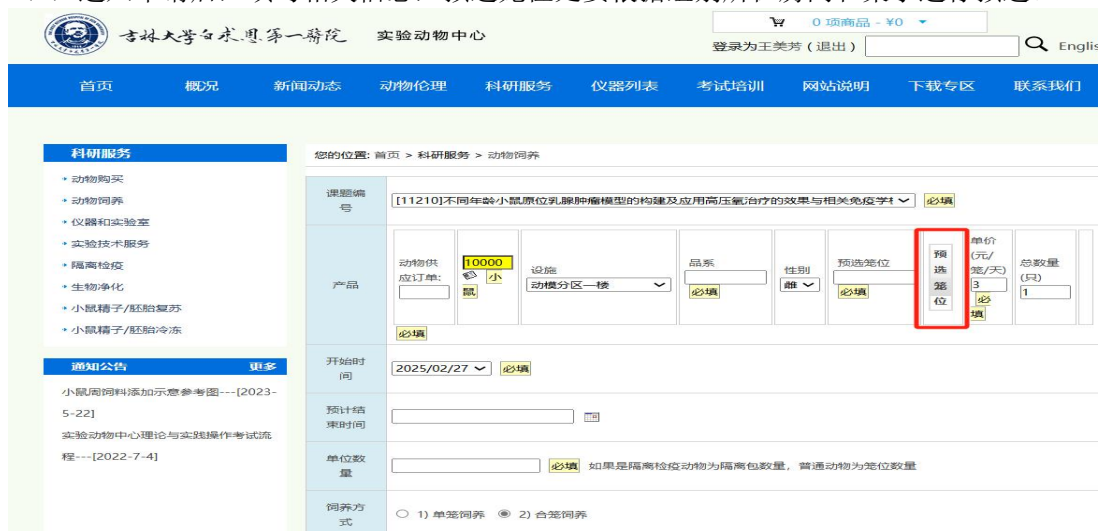 吉林大学白求恩第一醫院
实验动物中心
0 项商品 - ¥0
登录为王美芳 ( 退出 )
Englis
首页 概况 新闻动态 动物伦理 科研服务 仪器列表 考试培训 网站说明 下载专区 联系我们
科研服务
动物购买
动物饲养
仪器和实验室
实验技术服务
隔离检疫
生物净化
小鼠精子/胚胎复苏
小鼠精子/胚胎冷冻
通知公告 更多
小鼠周饲料添加示意参考图---[2023-
5-22]
实验动物中心理论与实践操作考试流
程---[2022-7-4]
您的位置: 首页 > 科研服务 > 动物饲养
课题编
号
[11210]不同年龄小鼠原位乳腺肿瘤模型的构建及应用高压氧治疗的效果与相关免疫学 必填
产品
动物供
应订单:
10000
小
鼠
设施
动模分区一楼
品系
必填
性别
雌
预选笼位
必填
预
选
笼
位
单价
(元/
笼/天)
3
必
填
总数量
(只)
1
必填
开始时
间
2025/02/27 必填
预计结
束时间
单位数
量
必填 如果是隔离检疫动物为隔离包数量, 普通动物为笼位数量
饲养方
式
1) 单笼饲养 2) 合笼饲养